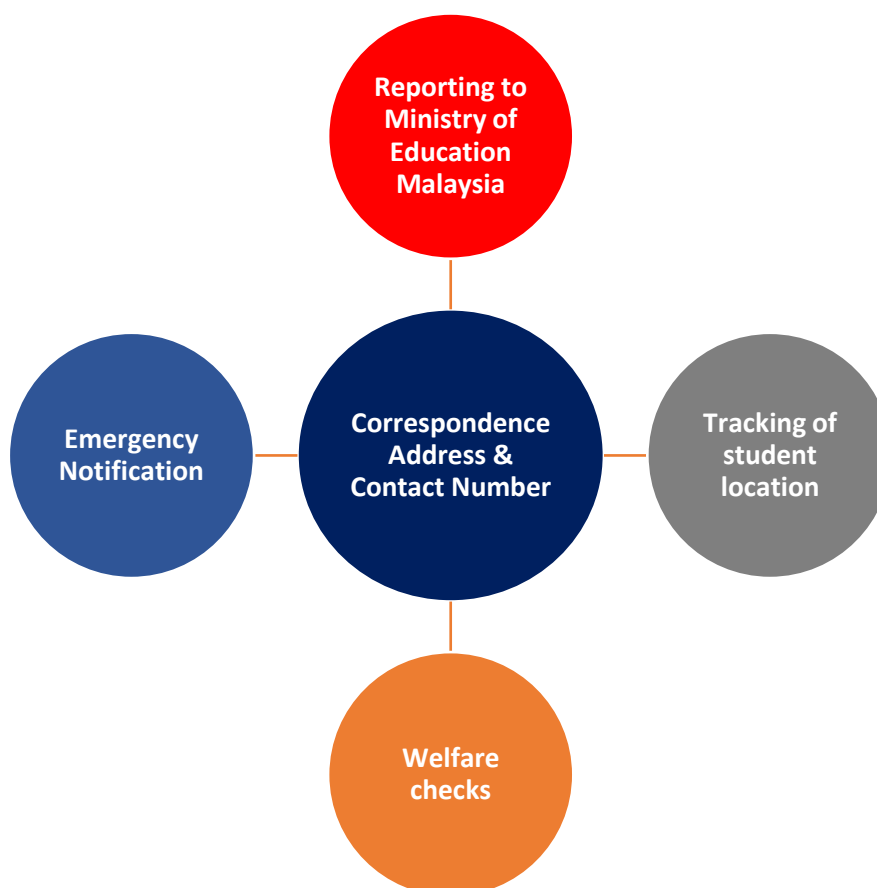 Reporting to
Ministry of
Education
Malaysia
Emergency
Notification
Correspondence
Address &
Contact Number
Tracking of
student
location
Welfare
checks